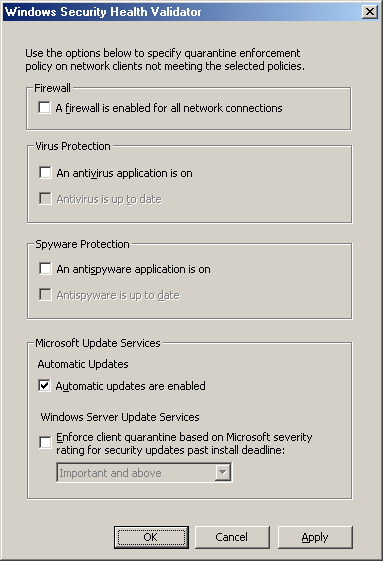 Windows Security Health Validator
Use the options below to specify quarantine enforcement
policy on network clients not meeting the selected policies.
Firewall
A firewall is enabled for all network connections
Virus Protection
An antivirus application is on
Antivirus is up to date
Spyware Protection
An antispyware application is on
Antispyware is up to date
Microsoft Update Services
Automatic Updates
Automatic updates are enabled
Windows Server Update Services
Enforce client quarantine based on Microsoft severity
rating for security updates past install deadline:
Important and above
OK
Cancel
Apply